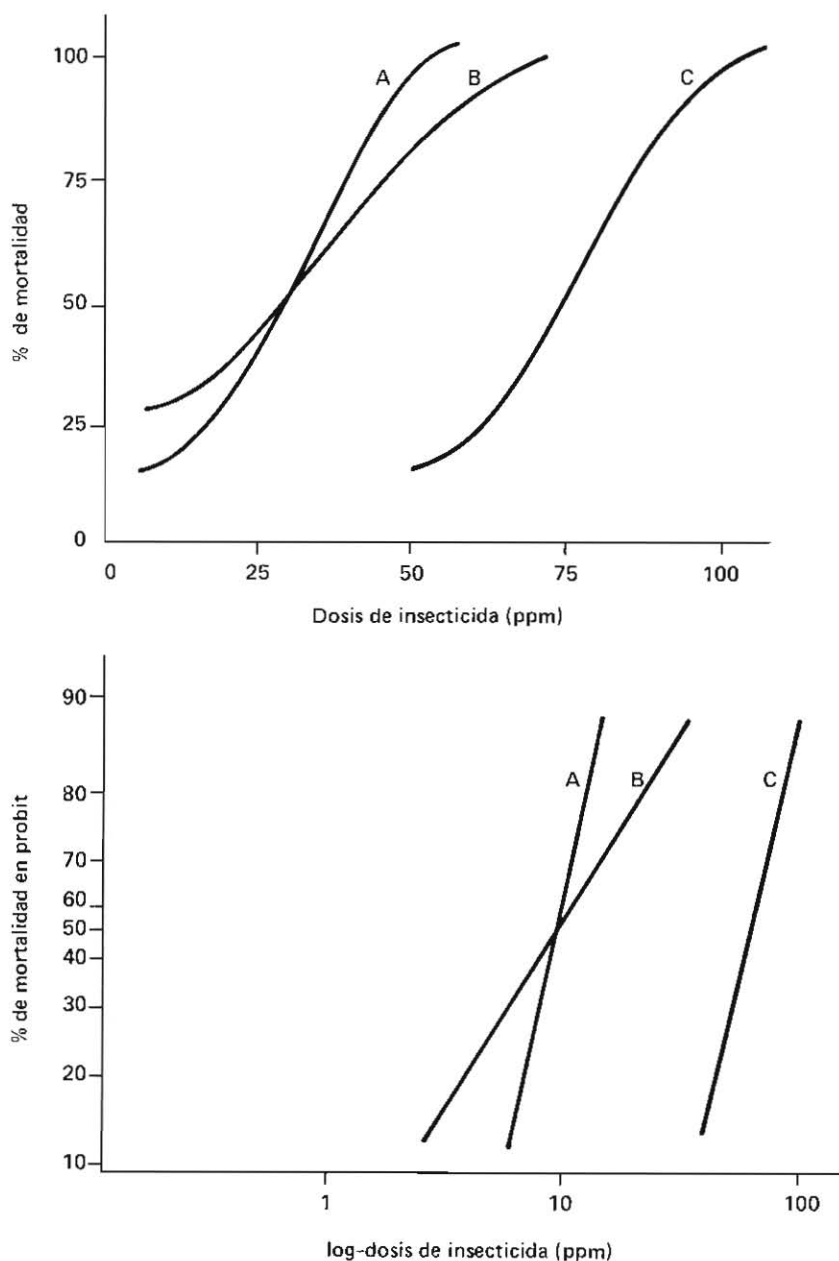 100
A
B
C
75
% de mortalidad
50
25
0
0 25 50 75 100
Dosis de insecticida (ppm)
90
A
B
C
80
70
60
% de mortalidad en probit
50
40
30
20
10
1 10 100
log-dosis de insecticida (ppm)